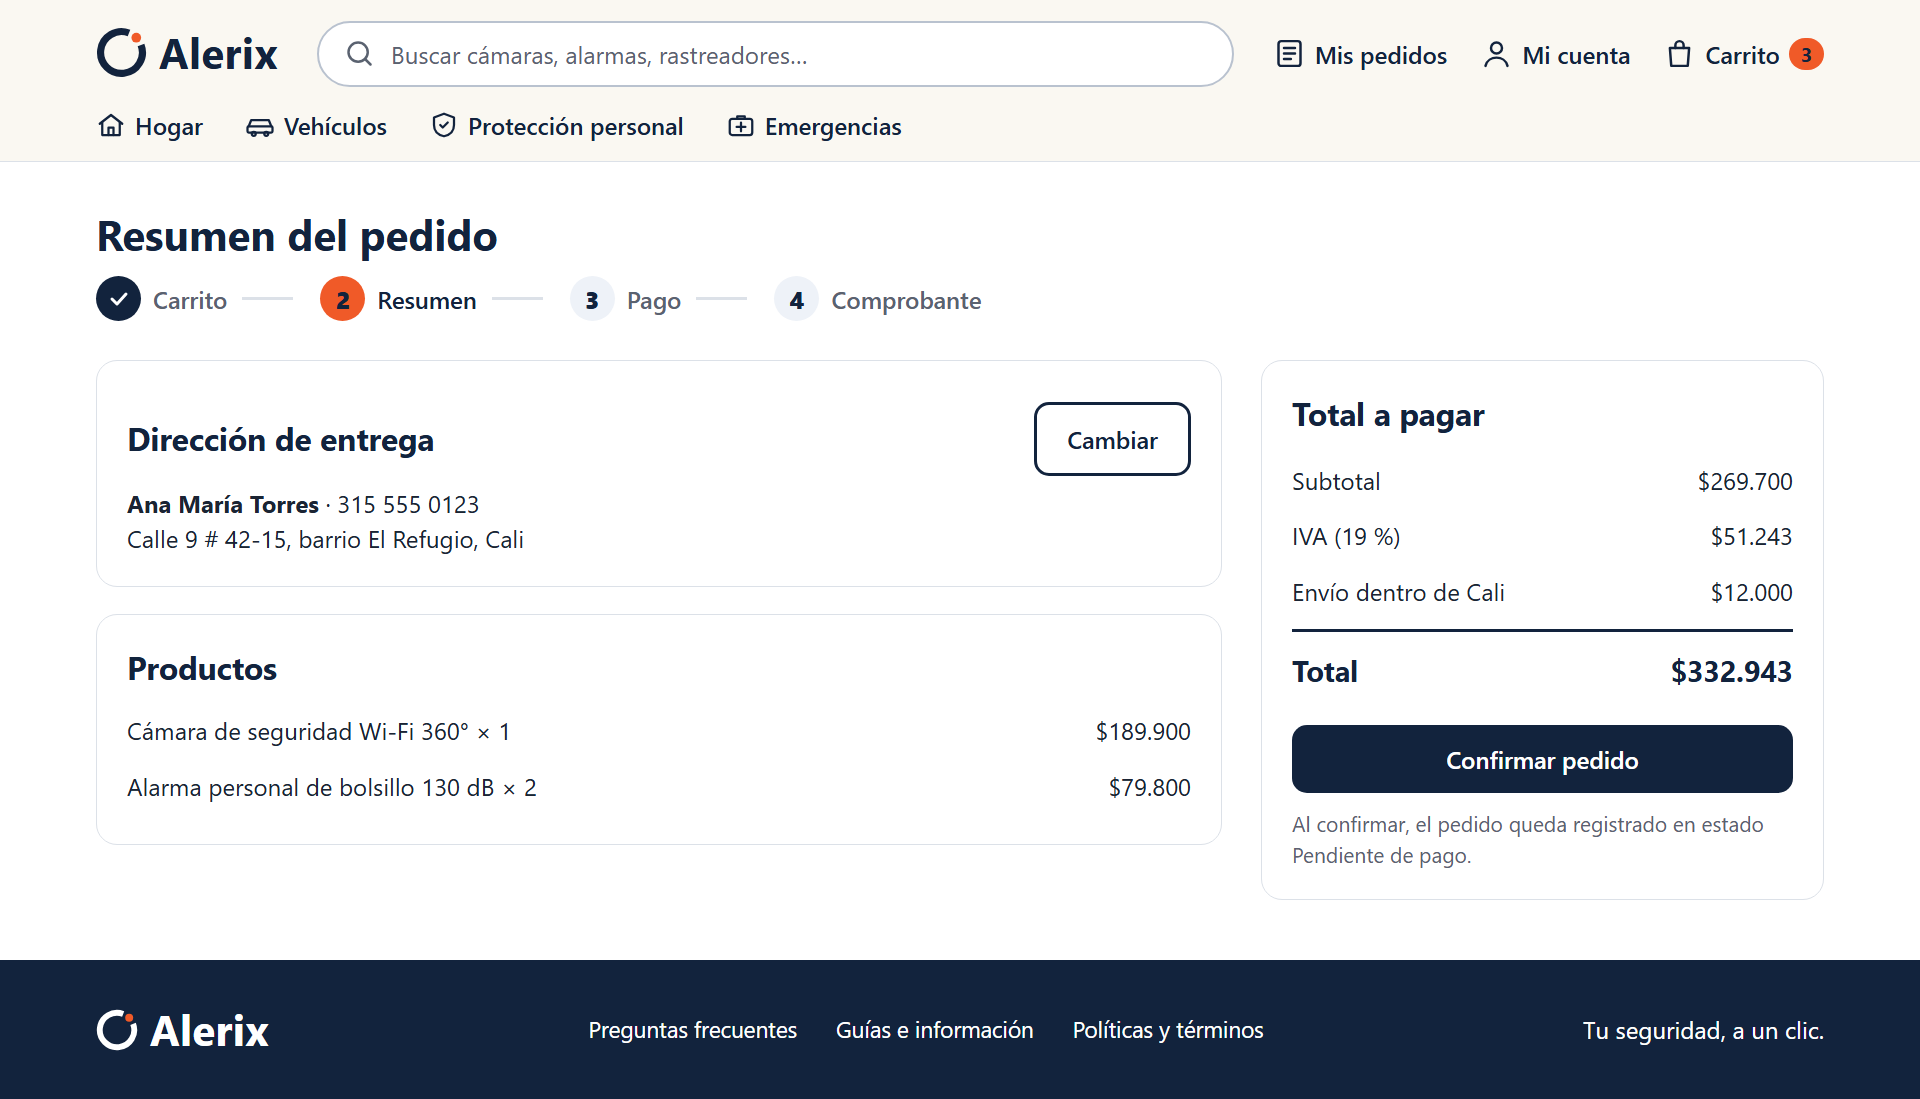 Alerix
Buscar cámaras, alarmas, rastreadores...
Mis pedidos
Mi cuenta
Carrito 3
Hogar
Vehículos
Protección personal
Emergencias
Resumen del pedido
Carrito
2 Resumen
3 Pago
4 Comprobante
Dirección de entrega
Cambiar
Ana María Torres · 315 555 0123
Calle 9 # 42-15, barrio El Refugio, Cali
Productos
Cámara de seguridad Wi-Fi 360° × 1 $189.900
Alarma personal de bolsillo 130 dB × 2 $79.800
Total a pagar
Subtotal $269.700
IVA (19 %) $51.243
Envío dentro de Cali $12.000
Total $332.943
Confirmar pedido
Al confirmar, el pedido queda registrado en estado
Pendiente de pago.
Alerix
Preguntas frecuentes
Guías e información
Políticas y términos
Tu seguridad, a un clic.